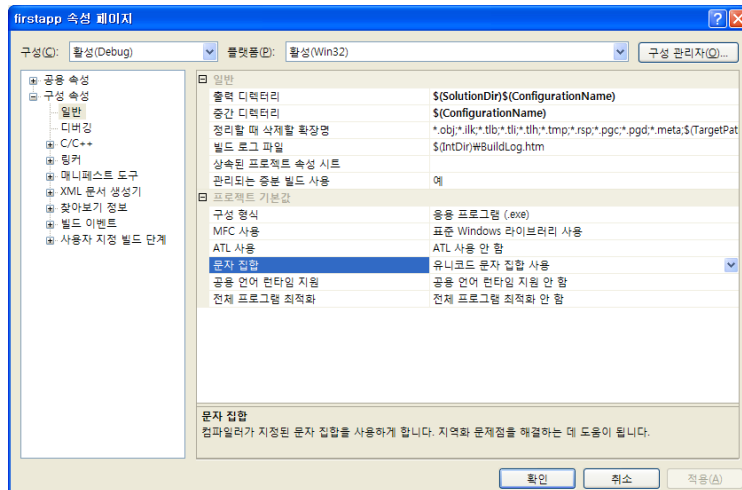 firstapp 속성 페이지
구성(C): 활성(Debug) 플랫폼(P): 활성(Win32) 구성 관리자(O)...
공용 속성
구성 속성
일반
디버깅
C/C++
링커
매니페스트 도구
XML 문서 생성기
찾아보기 정보
빌드 이벤트
사용자 지정 빌드 단계
일반
출력 디렉터리 $(SolutionDir)$(ConfigurationName)
중간 디렉터리 $(ConfigurationName)
정리할 때 삭제할 확장명 *.obj;*.ilk;*.tlb;*.tli;*.tlh;*.tmp;*.rsp;*.pgc;*.pgd;*.meta;$(TargetPat
빌드 로그 파일 $(IntDir)₩BuildLog.htm
상속된 프로젝트 속성 시트
관리되는 증분 빌드 사용 예
프로젝트 기본값
구성 형식 응용 프로그램 (.exe)
MFC 사용 표준 Windows 라이브러리 사용
ATL 사용 ATL 사용 안 함
문자 집합 유니코드 문자 집합 사용
공용 언어 런타임 지원 공용 언어 런타임 지원 안 함
전체 프로그램 최적화 전체 프로그램 최적화 안 함
문자 집합
컴파일러가 지정된 문자 집합을 사용하게 합니다. 지역화 문제점을 해결하는 데 도움이 됩니다.
확인 취소 적용(A)